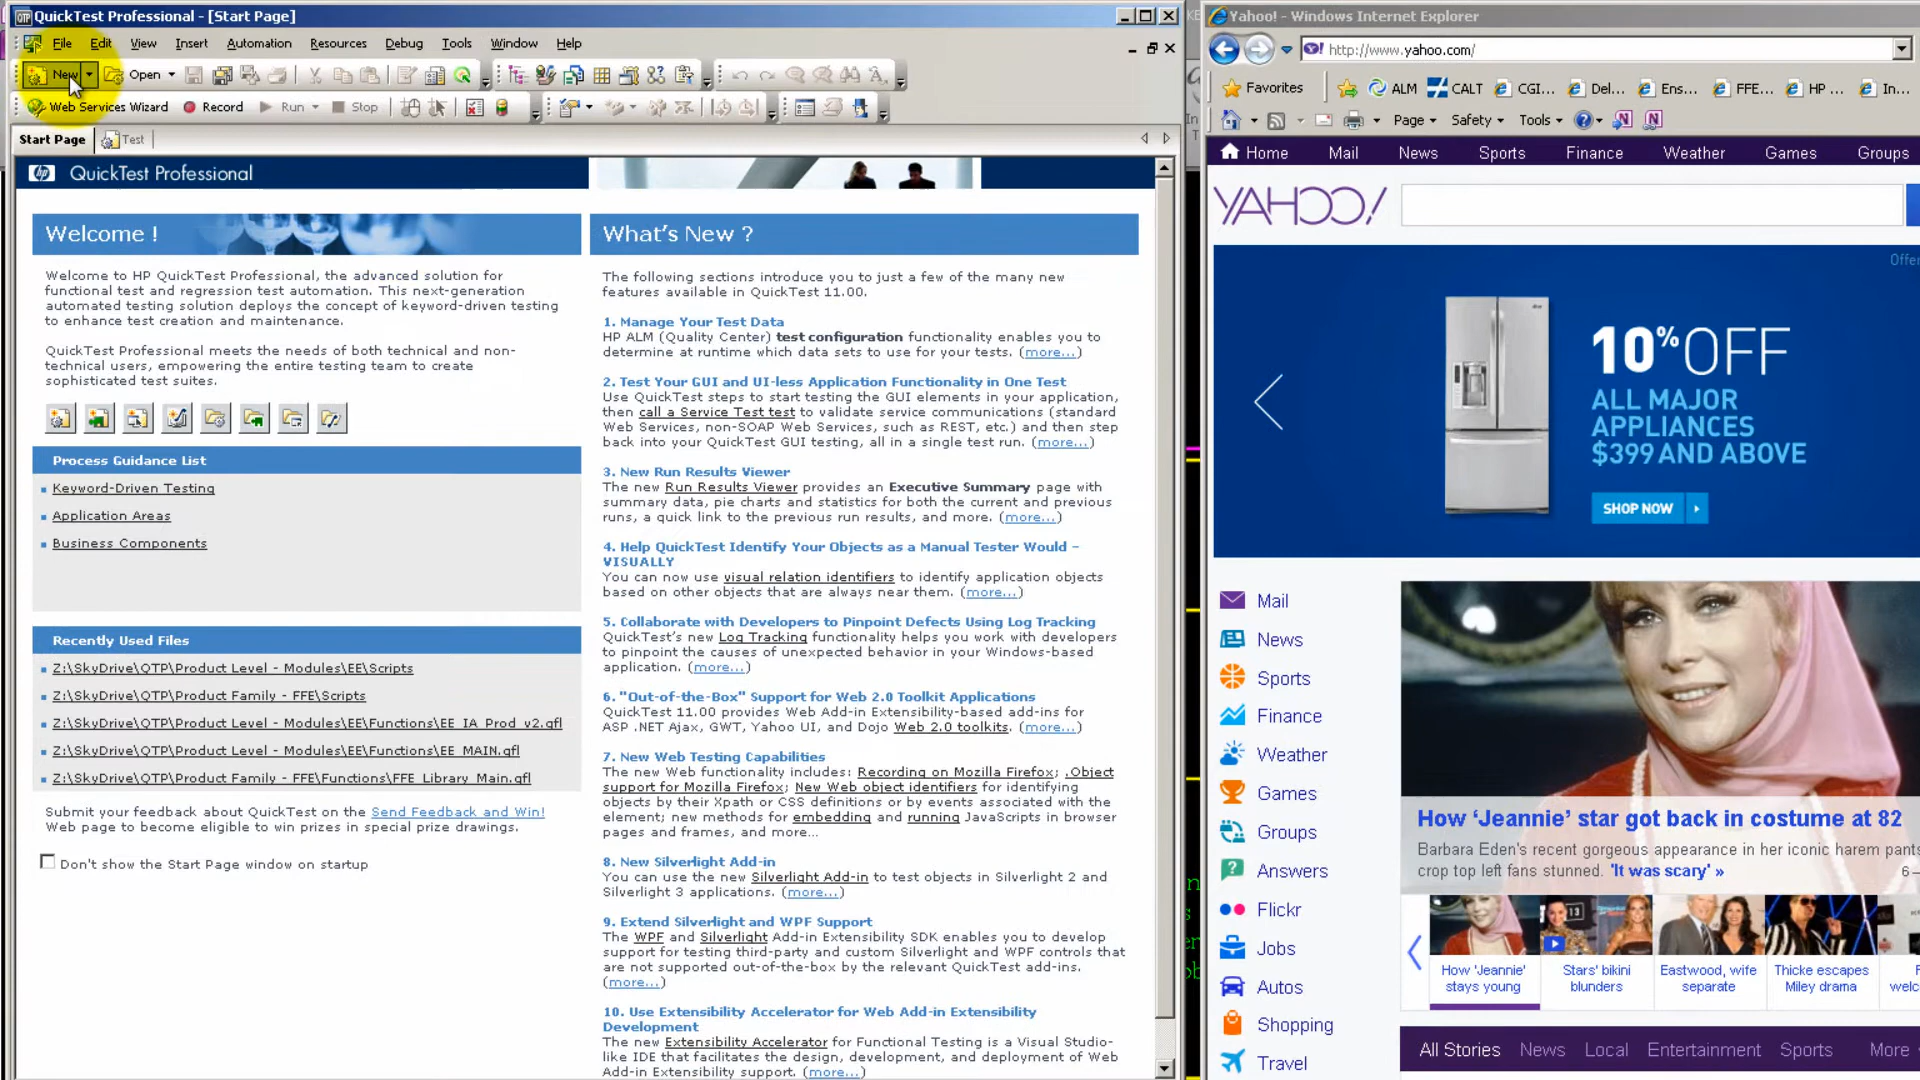 QuickTest Professional - [Start Page]
File Edit View Insert Automation Resources Debug Tools Window Help
New Open
Web Services Wizard Record Run Stop
Start Page Test
hp QuickTest Professional
Welcome !
Welcome to HP QuickTest Professional, the advanced solution for
functional test and regression test automation. This next-generation
automated testing solution deploys the concept of keyword-driven testing
to enhance test creation and maintenance.
QuickTest Professional meets the needs of both technical and non-
technical users, empowering the entire testing team to create
sophisticated test suites.
Process Guidance List
Keyword-Driven Testing
Application Areas
Business Components
Recently Used Files
Z:\SkyDrive\QTP\Product Level - Modules\EE\Scripts
Z:\SkyDrive\QTP\Product Family - FFE\Scripts
Z:\SkyDrive\QTP\Product Level - Modules\EE\Functions\EE_IA_Prod_v2.qfl
Z:\SkyDrive\QTP\Product Level - Modules\EE\Functions\EE_MAIN.qfl
Z:\SkyDrive\QTP\Product Family - FFE\Functions\FFE_Library_Main.qfl
Submit your feedback about QuickTest on the Send Feedback and Win!
Web page to become eligible to win prizes in special prize drawings.
Don't show the Start Page window on startup
What's New ?
The following sections introduce you to just a few of the many new
features available in QuickTest 11.00.
1. Manage Your Test Data
HP ALM (Quality Center) test configuration functionality enables you to
determine at runtime which data sets to use for your tests. (more...)
2. Test Your GUI and UI-less Application Functionality in One Test
Use QuickTest steps to start testing the GUI elements in your application,
then call a Service Test test to validate service communications (standard
Web Services, non-SOAP Web Services, such as REST, etc.) and then step
back into your QuickTest GUI testing, all in a single test run. (more...)
3. New Run Results Viewer
The new Run Results Viewer provides an Executive Summary page with
summary data, pie charts and statistics for both the current and previous
runs, a quick link to the previous run results, and more. (more...)
4. Help QuickTest Identify Your Objects as a Manual Tester Would –
VISUALLY
You can now use visual relation identifiers to identify application objects
based on other objects that are always near them. (more...)
5. Collaborate with Developers to Pinpoint Defects Using Log Tracking
QuickTest's new Log Tracking functionality helps you work with developers
to pinpoint the causes of unexpected behavior in your Windows-based
application. (more...)
6. "Out-of-the-Box" Support for Web 2.0 Toolkit Applications
QuickTest 11.00 provides Web Add-in Extensibility-based add-ins for
ASP .NET Ajax, GWT, Yahoo UI, and Dojo Web 2.0 toolkits. (more...)
7. New Web Testing Capabilities
The new Web functionality includes: Recording on Mozilla Firefox; .Object
support for Mozilla Firefox; New Web object identifiers for identifying
objects by their Xpath or CSS definitions or by events associated with the
element; new methods for embedding and running JavaScripts in browser
pages and frames, and more...
8. New Silverlight Add-in
You can use the new Silverlight Add-in to test objects in Silverlight 2 and
Silverlight 3 applications. (more...)
9. Extend Silverlight and WPF Support
The WPF and Silverlight Add-in Extensibility SDK enables you to develop
support for testing third-party and custom Silverlight and WPF controls that
are not supported out-of-the-box by the relevant QuickTest add-ins.
(more...)
10. Use Extensibility Accelerator for Web Add-in Extensibility
Development
The new Extensibility Accelerator for Functional Testing is a Visual Studio-
like IDE that facilitates the design, development, and deployment of Web
Add-in Extensibility support. (more...)
Yahoo! - Windows Internet Explorer
http://www.yahoo.com/
Favorites ALM CALT CGI... Del... Ens... FFE... HP ... In...
Page Safety Tools
Home Mail News Sports Finance Weather Games Groups
YAHOO!
Offer
10% OFF
ALL MAJOR
APPLIANCES
$399 AND ABOVE
SHOP NOW
Mail
News
Sports
Finance
Weather
Games
Groups
Answers
Flickr
Jobs
Autos
Shopping
Travel
How 'Jeannie' star got back in costume at 82
Barbara Eden's recent gorgeous appearance in her iconic harem pants
crop top left fans stunned. 'It was scary' » 6 –
How 'Jeannie'
stays young
Stars' bikini
blunders
Eastwood, wife
separate
Thicke escapes
Miley drama
All Stories News Local Entertainment Sports More